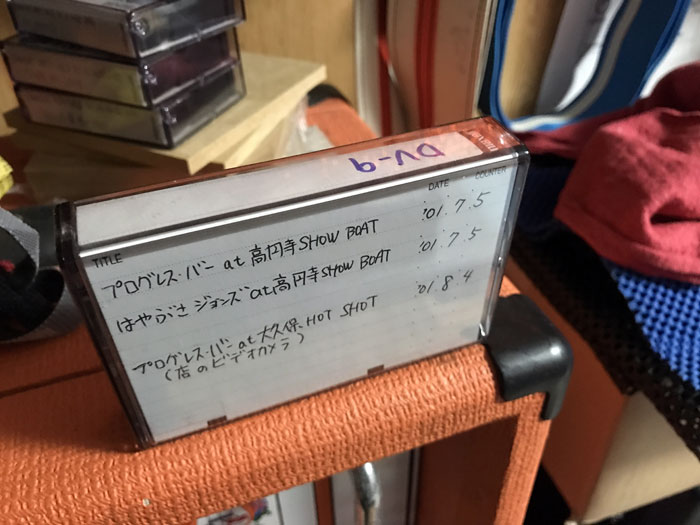 DV-9
TITLE DATE COUNTER
プログレス・バー at 高円寺 SHOW BOAT '01.7.5
はやぶさジョーンズ at 高円寺 SHOW BOAT '01.7.5
プログレス・バー at 大久保 HOT SHOT '01.8.4
(店のビデオカメラ)